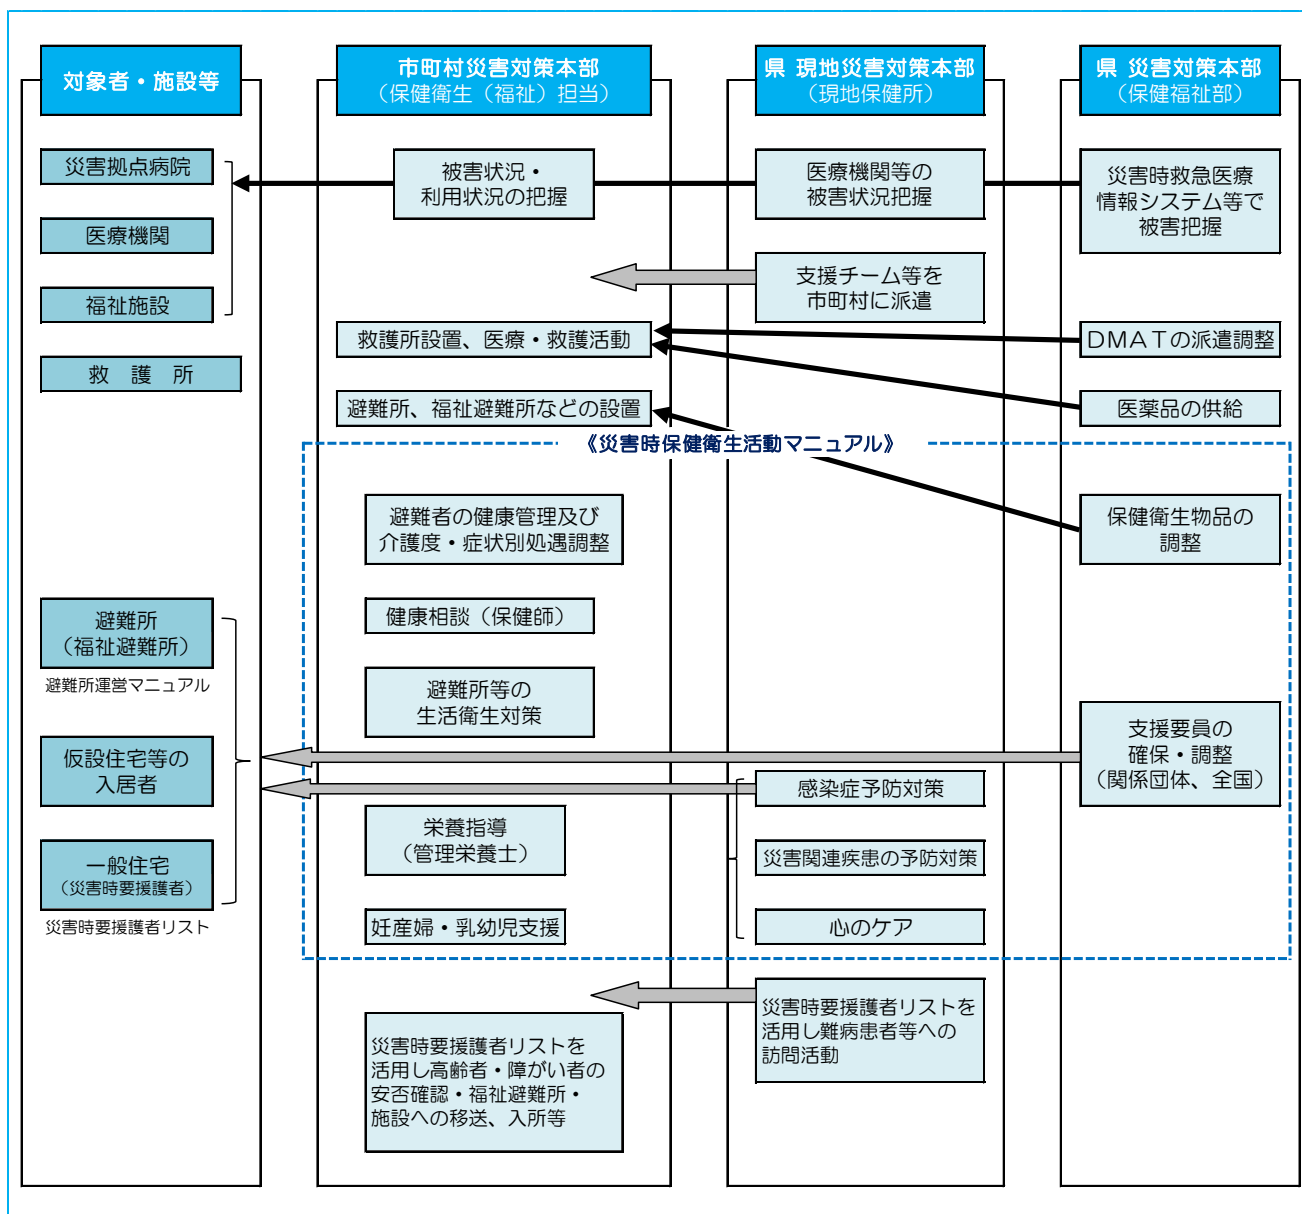 対象者・施設等
災害拠点病院
医療機関
福祉施設
救 護 所
避難所
（福祉避難所）
避難所運営マニュアル
仮設住宅等の
入居者
一般住宅
（災害時要援護者）
災害時要援護者リスト
市町村災害対策本部
（保健衛生（福祉）担当）
被害状況・
利用状況の把握
救護所設置、医療・救護活動
避難所、福祉避難所などの設置
《災害時保健衛生活動マニュアル》
避難者の健康管理及び
介護度・症状別処遇調整
健康相談（保健師）
避難所等の
生活衛生対策
栄養指導
（管理栄養士）
妊産婦・乳幼児支援
災害時要援護者リストを
活用し高齢者・障がい者の
安否確認・福祉避難所・
施設への移送、入所等
県 現地災害対策本部
（現地保健所）
医療機関等の
被害状況把握
支援チーム等を
市町村に派遣
感染症予防対策
災害関連疾患の予防対策
心のケア
災害時要援護者リストを
活用し難病患者等への
訪問活動
県 災害対策本部
（保健福祉部）
災害時救急医療
情報システム等で
被害把握
ＤＭＡＴの派遣調整
医薬品の供給
保健衛生物品の
調整
支援要員の
確保・調整
（関係団体、全国）